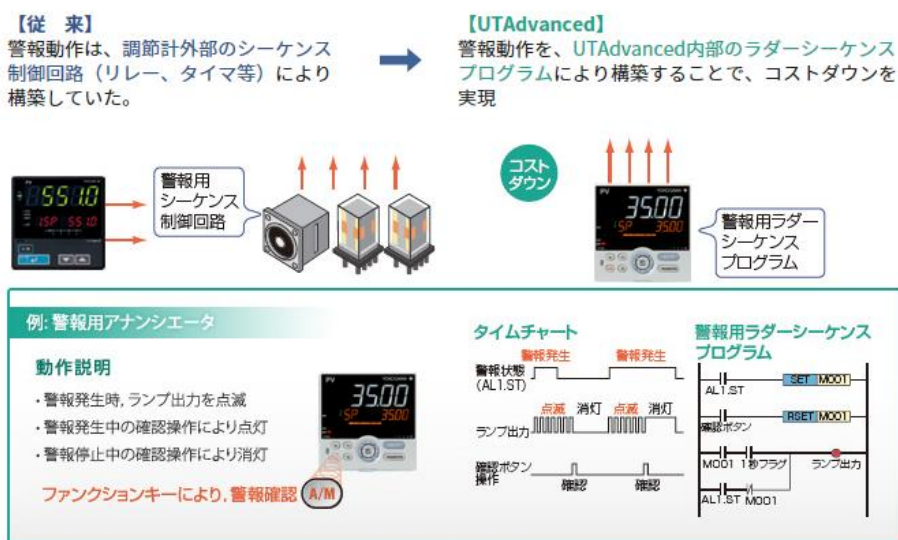 【従　来】
警報動作は、調節計外部のシーケンス
制御回路（リレー、タイマ等）により
構築していた。
【UTAdvanced】
警報動作を、UTAdvanced内部のラダーシーケンス
プログラムにより構築することで、コストダウンを
実現
PV
5510
SP 5510
警報用
シーケンス
制御回路
コスト
ダウン
PV
YOKOGAWA
3500
SP 3500
警報用ラダー
シーケンス
プログラム
例: 警報用アナンシエータ
動作説明
・警報発生時, ランプ出力を点滅
・警報発生中の確認操作により点灯
・警報停止中の確認操作により消灯
ファンクションキーにより, 警報確認 A/M
3500
SP 3500
タイムチャート
警報発生 警報発生
警報状態
(AL1.ST)
点滅 消灯 点滅 消灯
ランプ出力
確認ボタン
操作
確認 確認
警報用ラダーシーケンス
プログラム
AL1.ST SET M001
確認ボタン RSET M001
M001 1秒フラグ ランプ出力
AL1.ST M001